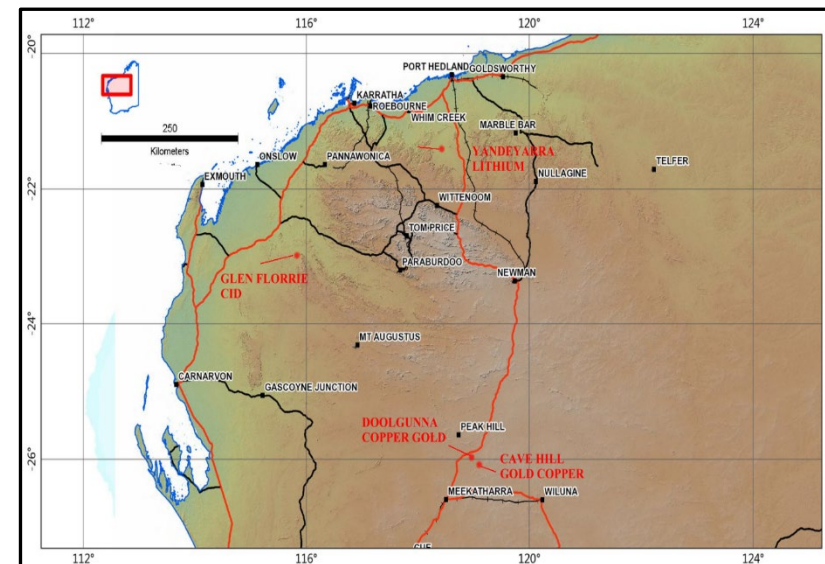 112°
116°
120°
124°
-20°
250
Kilometers
PORT HEDLAND
GOLDSWORTHY
KARRATHA
ROEBOURNE
WHIM CREEK
MARBLE BAR
YANDEYARRA
LITHIUM
ONSLOW
PANNAWONICA
TELFER
EXMOUTH
NULLAGINE
-22°
WITTENOOM
TOM PRICE
GLEN FLORRIE
CID
PARABURDOO
NEWMAN
-24°
MT AUGUSTUS
CARNARVON
GASCOYNE JUNCTION
DOOLGUNNA
COPPER GOLD
PEAK HILL
-26°
CAVE HILL
GOLD COPPER
MEEKATHARRA
WILUNA
CUE
112°
116°
120°
124°